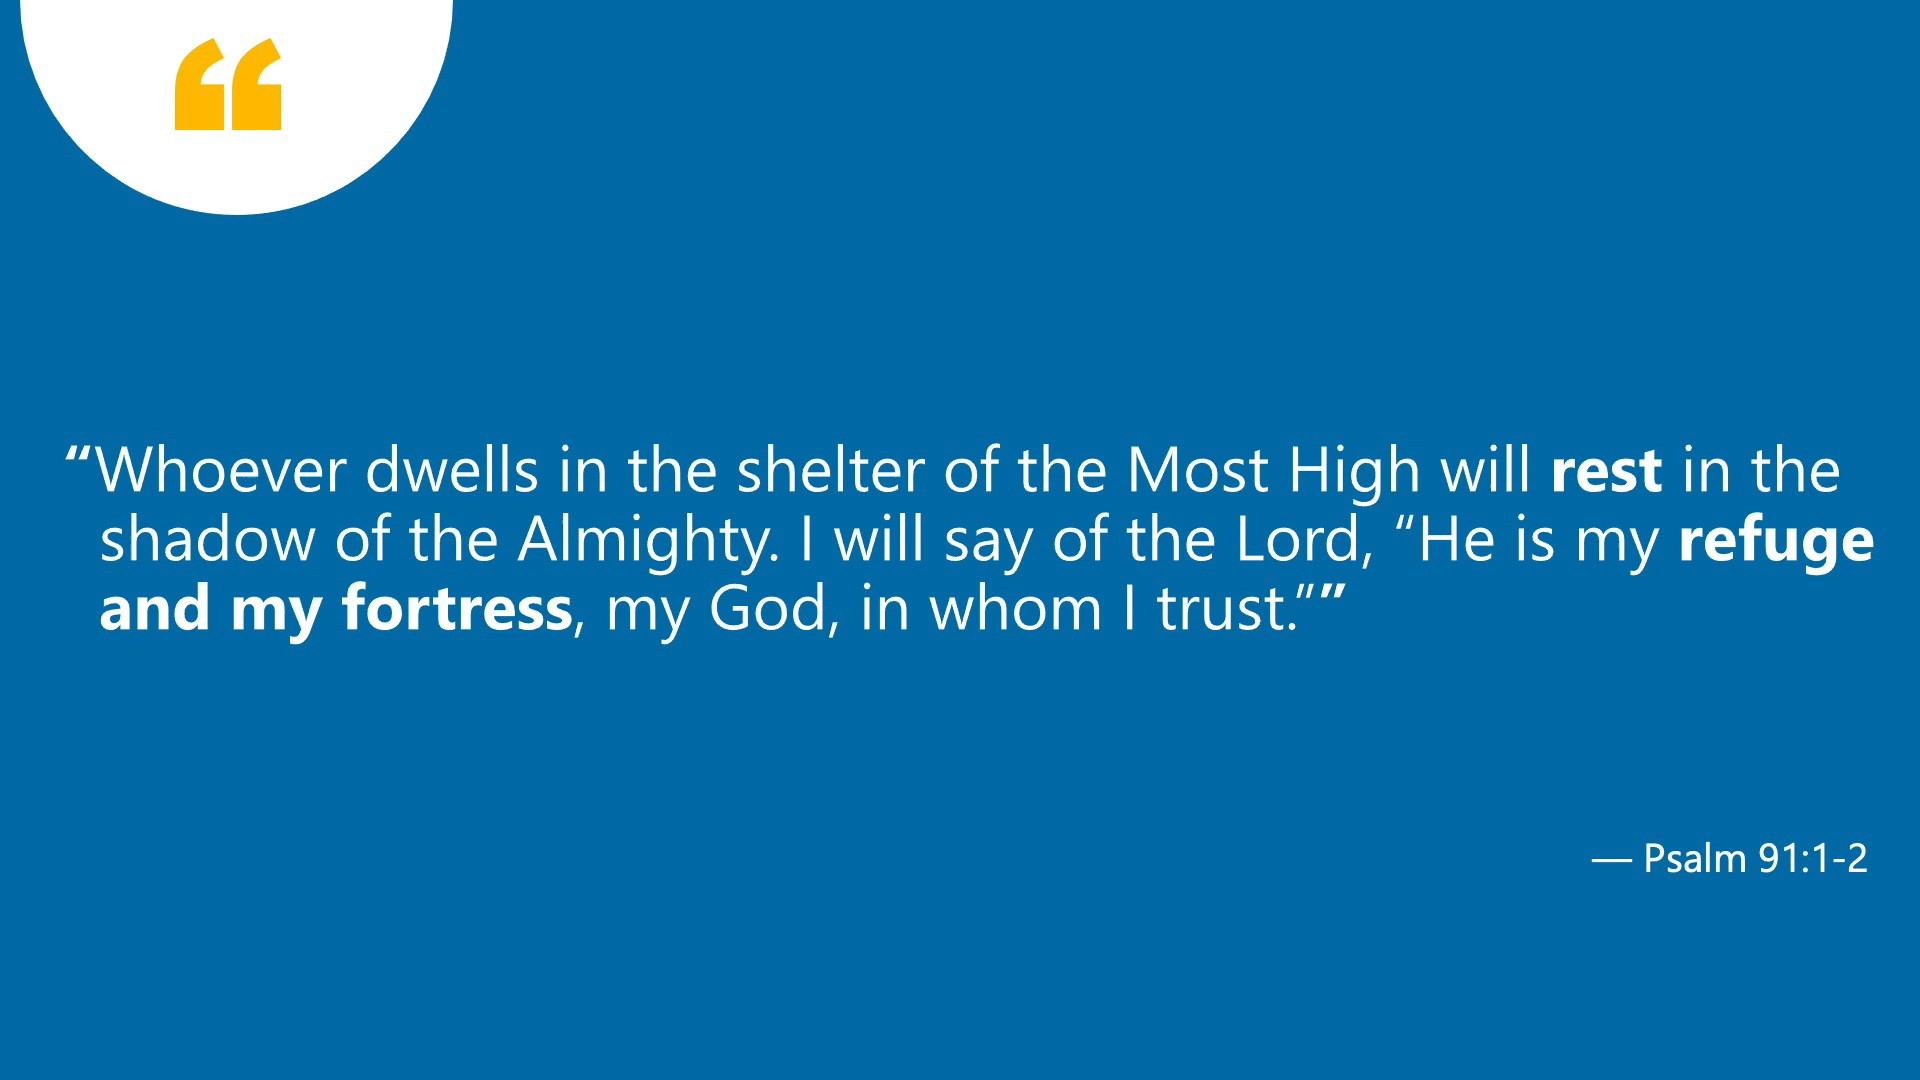 “Whoever dwells in the shelter of the Most High will rest in the
shadow of the Almighty. I will say of the Lord, “He is my refuge
and my fortress, my God, in whom I trust.””
— Psalm 91:1-2